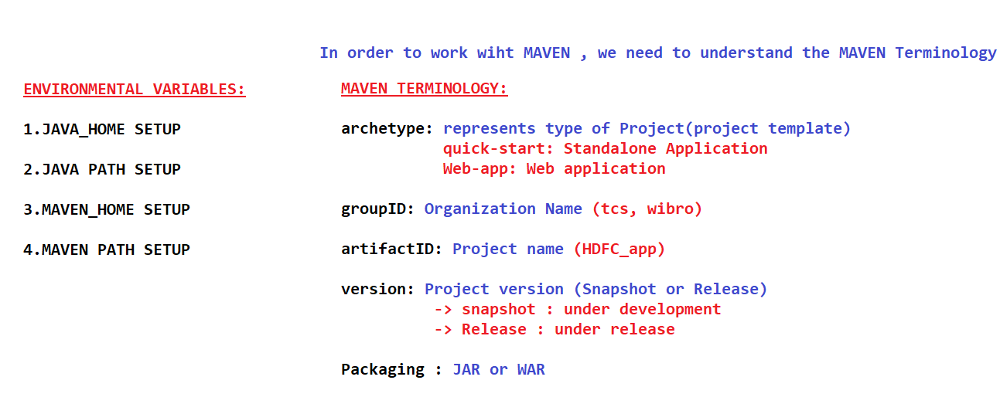 In order to work wiht MAVEN , we need to understand the MAVEN Terminology
ENVIRONMENTAL VARIABLES:
1.JAVA_HOME SETUP
2.JAVA PATH SETUP
3.MAVEN_HOME SETUP
4.MAVEN PATH SETUP
MAVEN TERMINOLOGY:
archetype: represents type of Project(project template)
quick-start: Standalone Application
Web-app: Web application
groupID: Organization Name (tcs, wibro)
artifactID: Project name (HDFC_app)
version: Project version (Snapshot or Release)
-> snapshot : under development
-> Release : under release
Packaging : JAR or WAR